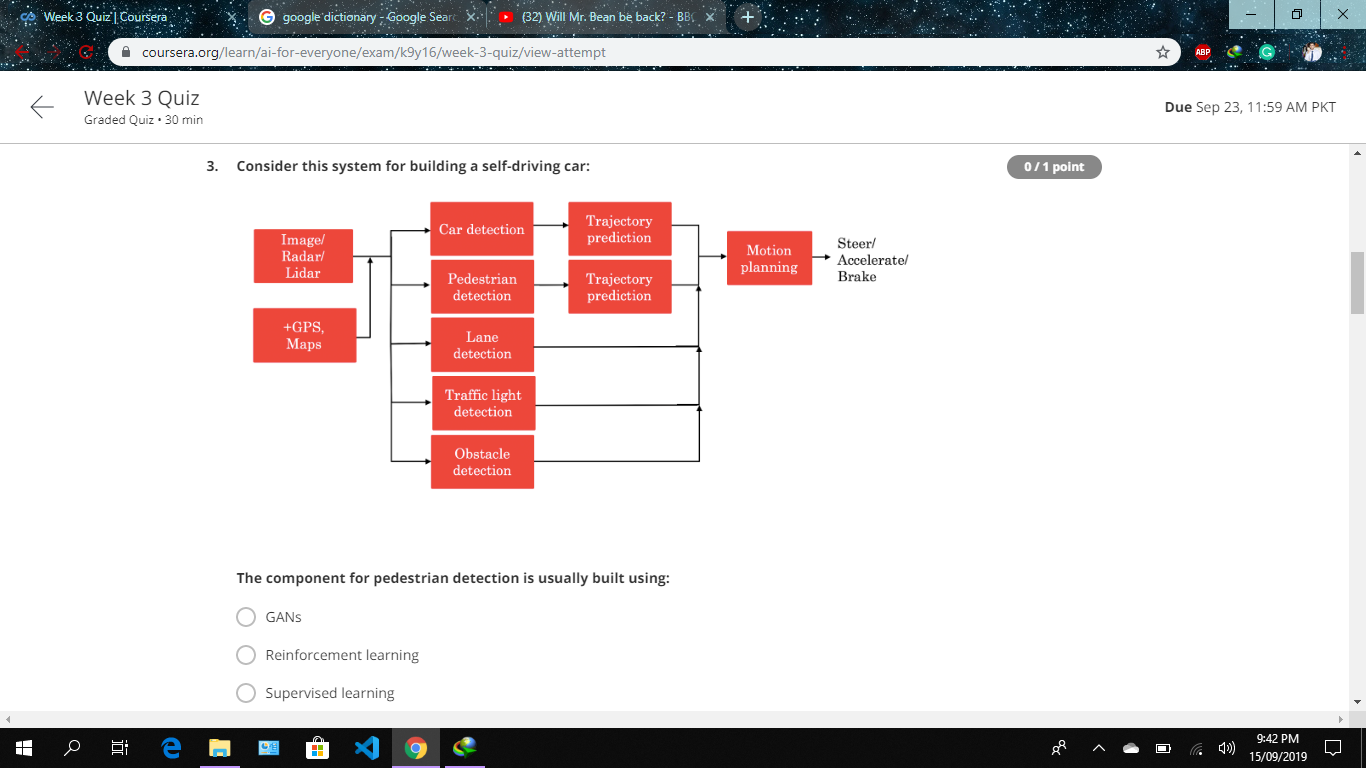 Week 3 Quiz | Coursera
google dictionary - Google Searc
(32) Will Mr. Bean be back? - BBC
coursera.org/learn/ai-for-everyone/exam/k9y16/week-3-quiz/view-attempt
ABP
Week 3 Quiz
Graded Quiz • 30 min
Due Sep 23, 11:59 AM PKT
3. Consider this system for building a self-driving car:
0 / 1 point
Image/
Radar/
Lidar
+GPS,
Maps
Car detection
Trajectory
prediction
Pedestrian
detection
Trajectory
prediction
Lane
detection
Traffic light
detection
Obstacle
detection
Motion
planning
Steer/
Accelerate/
Brake
The component for pedestrian detection is usually built using:
GANs
Reinforcement learning
Supervised learning
9:42 PM
15/09/2019